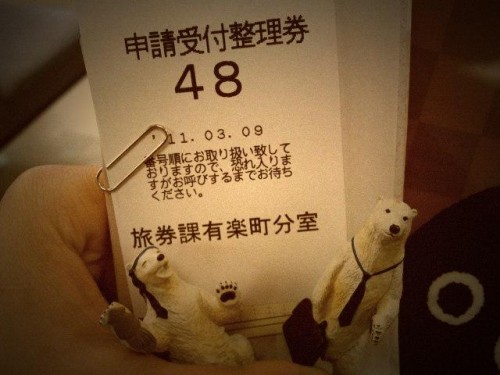 申請受付整理券
48
'11.03.09
番号順にお取り扱い致して
おりますので、恐れ入りま
すがお呼びするまでお待ち
ください。
旅券課有楽町分室